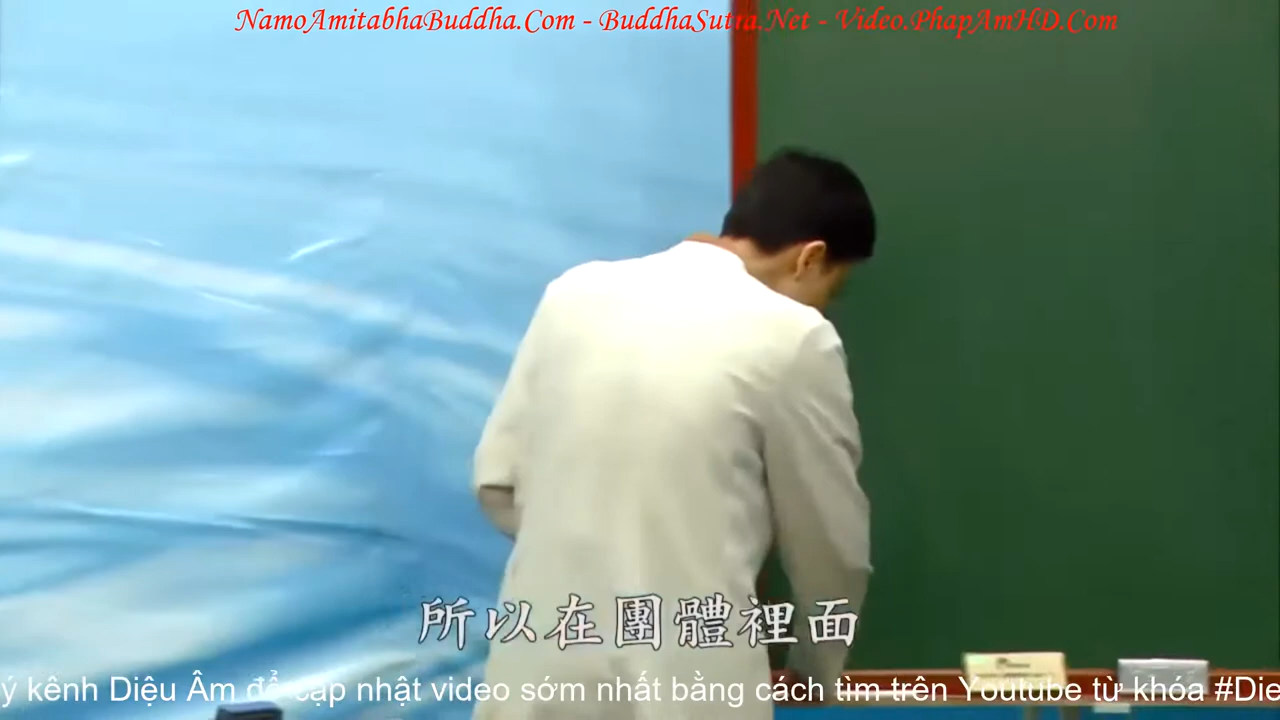 NamoAmitabhaBuddha.Com - BuddhaSutra.Net - Video.PhapAmHD.Com
所以在團體裡面
ý kênh Diệu Âm để cập nhật video sớm nhất bằng cách tìm trên Youtube từ khóa #Die